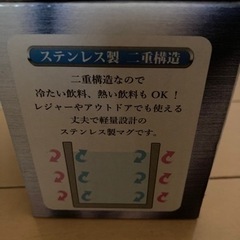 ステンレス製 二重構造
二重構造なので
冷たい飲料、熱い飲料もOK！
レジャーやアウトドアでも使える
丈夫で軽量設計の
ステンレス製マグです。